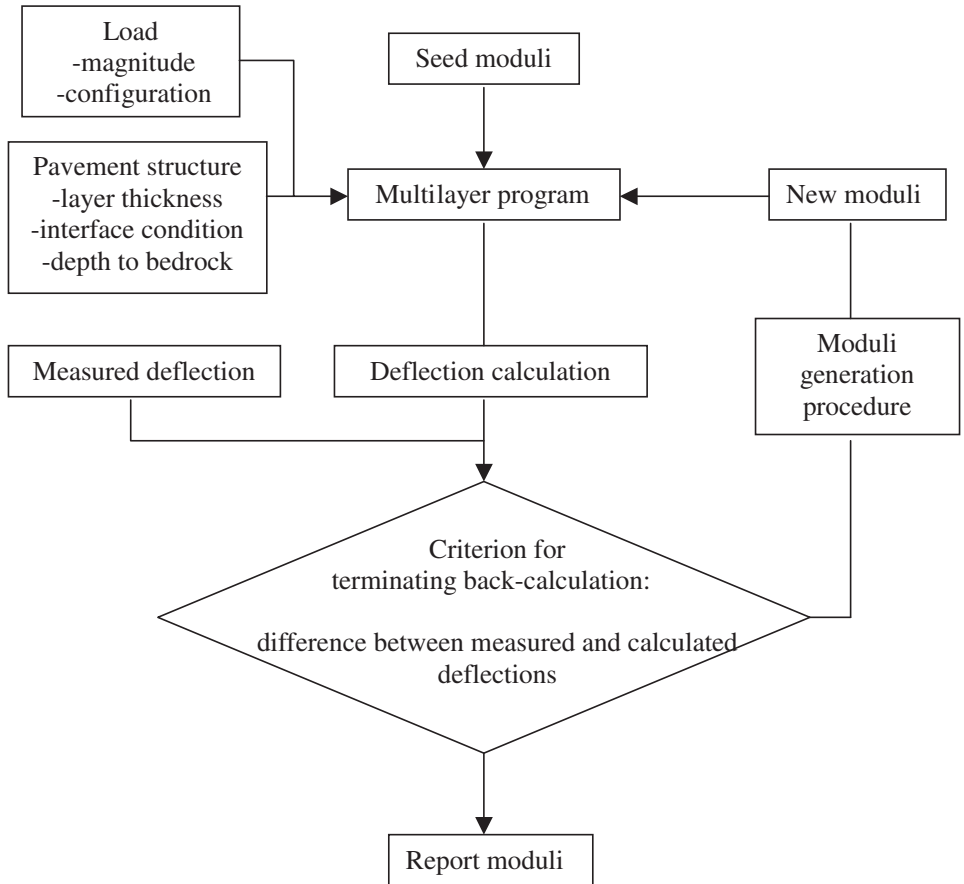 Load
-magnitude
-configuration
Seed moduli
Pavement structure
-layer thickness
-interface condition
-depth to bedrock
Multilayer program
New moduli
Measured deflection
Deflection calculation
Moduli
generation
procedure
Criterion for
terminating back-calculation:
difference between measured and calculated
deflections
Report moduli